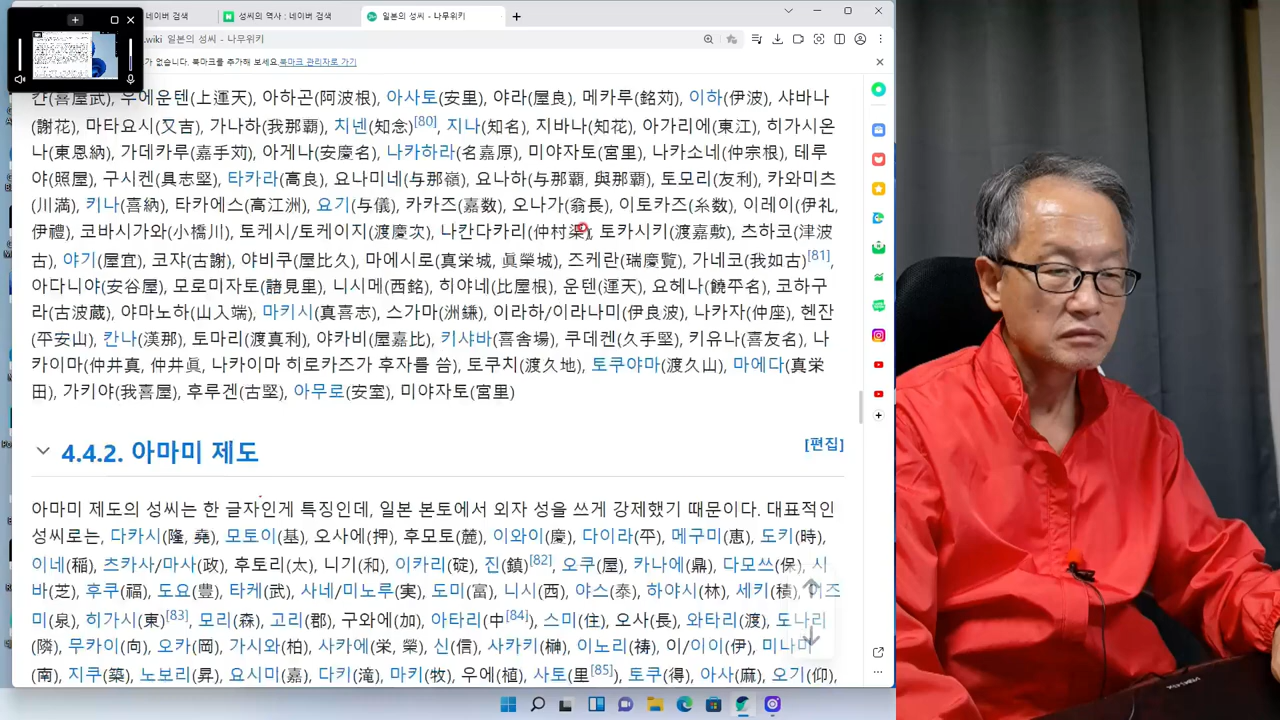 네이버 검색
성씨의 역사 : 네이버 검색
일본의 성씨 - 나무위키
.wiki 일본의 성씨 - 나무위키
가 없습니다. 북마크를 추가해 보세요. 북마크 관리자로 가기
캰(喜屋武), 우에운텐(上運天), 아하곤(阿波根), 아사토(安里), 야라(屋良), 메카루(銘苅), 이하(伊波), 샤바나
(謝花), 마타요시(又吉), 가나하(我那覇), 치넨(知念)[80], 지나(知名), 지바나(知花), 아가리에(東江), 히가시온
나(東恩納), 가데카루(嘉手苅), 아게나(安慶名), 나카하라(名嘉原), 미야자토(宮里), 나카소네(仲宗根), 테루
야(照屋), 구시켄(具志堅), 타카라(高良), 요나미네(与那嶺), 요나하(与那覇, 與那覇), 토모리(友利), 카와미츠
(川満), 키나(喜納), 타카에스(高江洲), 요기(与儀), 카카즈(嘉数), 오나가(翁長), 이토카즈(糸数), 이레이(伊礼,
伊禮), 코바시가와(小橋川), 토케시/토케이지(渡慶次), 나칸다카리(仲村渠), 토카시키(渡嘉敷), 츠하코(津波
古), 야기(屋宜), 코쟈(古謝), 야비쿠(屋比久), 마에시로(真栄城, 眞榮城), 즈케란(瑞慶覧), 가네코(我如古)[81],
아다니야(安谷屋), 모로미자토(諸見里), 니시메(西銘), 히야네(比屋根), 운텐(運天), 요헤나(饒平名), 코하구
라(古波蔵), 야마노하(山入端), 마키시(真喜志), 스가마(洲鎌), 이라하/이라나미(伊良波), 나카자(仲座), 헨잔
(平安山), 칸나(漢那), 토마리(渡真利), 야카비(屋嘉比), 키샤바(喜舎場), 쿠데켄(久手堅), 키유나(喜友名), 나
카이마(仲井真, 仲井眞, 나카이마 히로카즈가 후자를 씀), 토쿠치(渡久地), 토쿠야마(渡久山), 마에다(真栄
田), 가키야(我喜屋), 후루겐(古堅), 아무로(安室), 미야자토(宮里)
4.4.2. 아마미 제도
[편집]
아마미 제도의 성씨는 한 글자인게 특징인데, 일본 본토에서 외자 성을 쓰게 강제했기 때문이다. 대표적인
성씨로는, 다카시(隆, 堯), 모토이(基), 오사에(押), 후모토(麓), 이와이(慶), 다이라(平), 메구미(恵), 도키(時),
이네(稲), 츠카사/마사(政), 후토리(太), 니기(和), 이카리(碇), 진(鎮)[82], 오쿠(屋), 카나에(鼎), 다모쓰(保), 시
바(芝), 후쿠(福), 도요(豊), 타케(武), 사네/미노루(実), 도미(富), 니시(西), 야스(泰), 하야시(林), 세키(積), 이즈
미(泉), 히가(東)[83], 모리(森), 고리(郡), 구와에(加), 아타리(中[84]), 스미(住), 오사(長), 와타리(渡), 도나리
(隣), 무카이(向), 오카(岡), 가시와(柏), 사카에(栄, 榮), 신(信), 사카키(榊), 이노리(祷), 이/이이(伊), 미나미
(南), 지쿠(築), 노보리(昇), 요시미(嘉), 다키(滝), 마키(牧), 우에(植), 사토(里[85]), 토쿠(得), 아사(麻), 오기(仰),